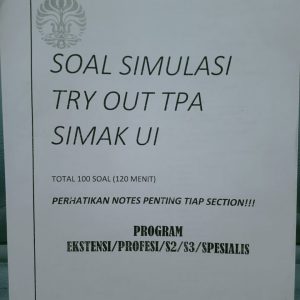 SOAL SIMULASI
TRY OUT TPA
SIMAK UI
TOTAL 100 SOAL (120 MENIT)
PERHATIKAN NOTES PENTING TIAP SECTION!!!
PROGRAM
EKSTENSI/PROFESI/S2/S3/SPESIALIS